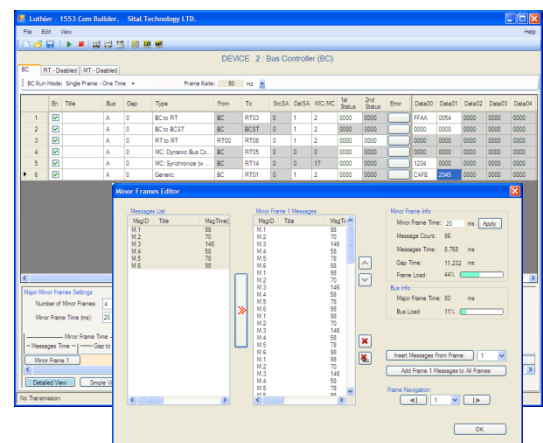 Luthier - 1553 Com Builder. Sital Technology LTD.
File Edit View Help
DEVICE 2 : Bus Controller (BC)
BC RT - Disabled MT - Disabled
BC Run Mode: Single Frame - One Time Frame Rate: 50 Hz
En Title Bus Gap Type From To SrcSA DstSA WC/MC 1st Status 2nd Status Error Data00 Data01 Data02 Data03 Data04
1 A 0 BC to RT BC RT03 0 1 2 0000 0000 FFAA 0054 0000 0000 0000
2 A 0 BC to BCST BC BCST 0 1 2 0000 0000 0000 0000 0000 0000 0000
3 A 0 RT to RT RT00 RT08 0 1 2 0000 0000 0000 0000 0000 0000 0000
4 A 0 MC: Dynamic Bus Co... BC RT05 0 0 0 0000 0000 0000 0000 0000 0000 0000
5 A 0 MC: Synchronize (w ... BC RT14 0 0 17 0000 0000 1234 0000 0000 0000 0000
6 A 0 Generic BC RT01 0 1 2 0000 0000 CAFE 2345 0000 0000 0000
Minor Frames Editor
Messages List:
MsgID Title MsgTime(
M.1 98
M.2 70
M.3 146
M.4 58
M.5 78
M.6 98
Minor Frame 1 Messages:
MsgID Title MsgTi
M.1 98
M.2 70
M.3 146
M.4 58
M.5 78
M.6 98
M.1 98
M.2 70
M.3 146
M.4 58
M.5 78
M.6 98
M.1 98
M.2 70
M.3 146
M.4 58
M.5 78
M.6 98
M.1 98
M.2 70
M.3 146
M.4 58
M.5 78
Minor Frame Info
Minor Frame Time: 20 ms Apply
Message Count: 96
Messages Time: 8.768 ms
Gap Time: 11.232 ms
Frame Load: 44%
Bus Info
Major Frame Time: 80 ms
Bus Load: 11%
Insert Messages From Frame: 1
Add Frame 1 Messages to All Frames
Frame Navigation:
1
OK
Major-Minor Frames Settings
Number of Minor Frames: 4
Minor Frame Time (ms): 20
Minor Frame Time
Messages Time Gap to
Minor Frame 1
Detailed View Simple V
No Transmission